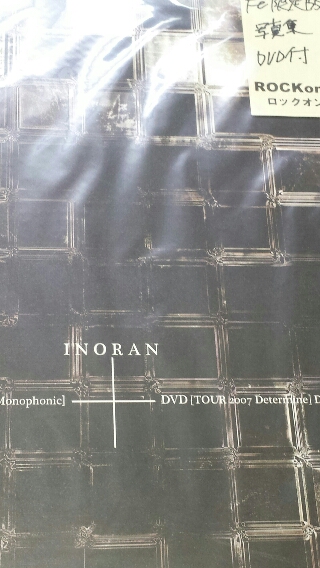 FC限定
写真集
DVD付
ROCKon
ロックオン
INORAN
Monophonic] DVD [TOUR 2007 Determine] D